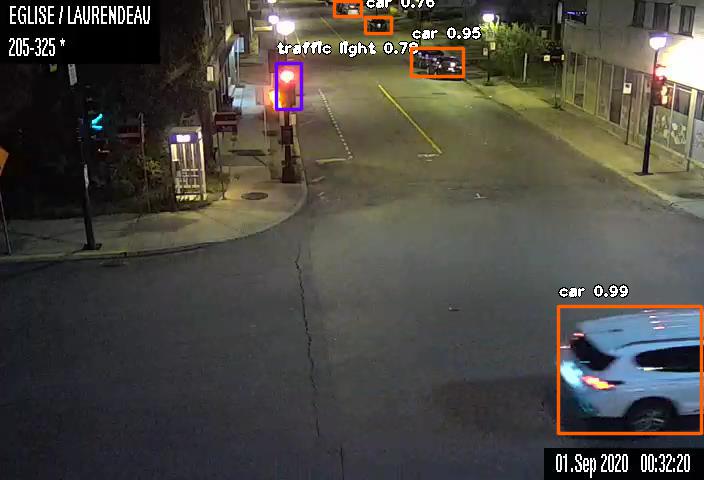 EGLISE / LAURENDEAU
205-325 *
car 0.76
car 0.95
traffic light 0.78
car 0.99
01.Sep 2020 00:32:20